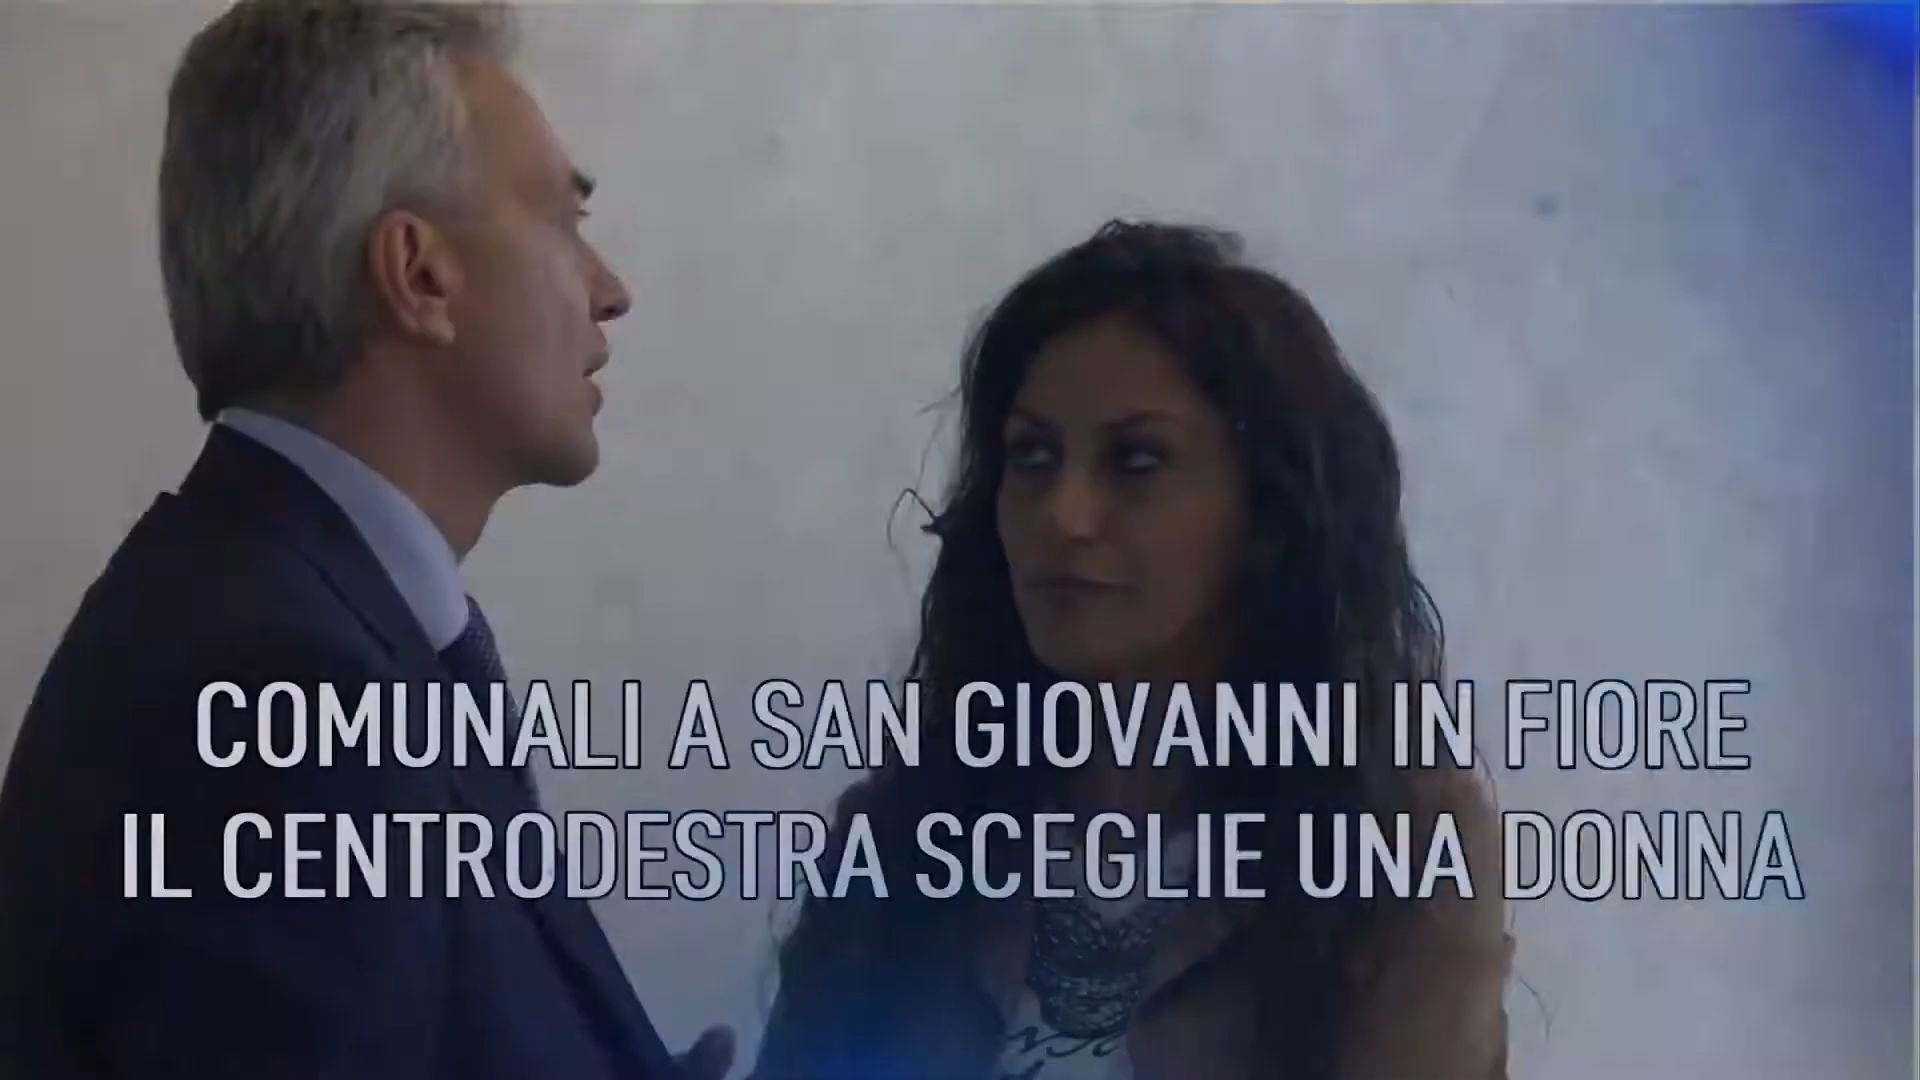 COMUNALI A SAN GIOVANNI IN FIORE
IL CENTRODESTRA SCEGLIE UNA DONNA